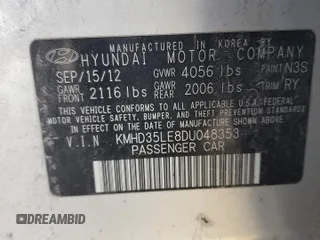 MANUFACTURED IN KOREA BY
HYUNDAI MOTOR COMPANY
SEP/15/12 GVWR 4056 lbs PAINT N3S
GAWR FRONT 2116 lbs GAWR REAR 2006 lbs TRIM RY
THIS VEHICLE CONFORMS TO ALL APPLICABLE
FEDERAL MOTOR VEHICLE SAFETY, BUMPER AND THEFT
PREVENTION STANDARDS IN EFFECT ON THE DATE OF
MANUFACTURE SHOWN ABOVE.
V.I.N KMHD35LE8DU048353
PASSENGER CAR
DREAMBID